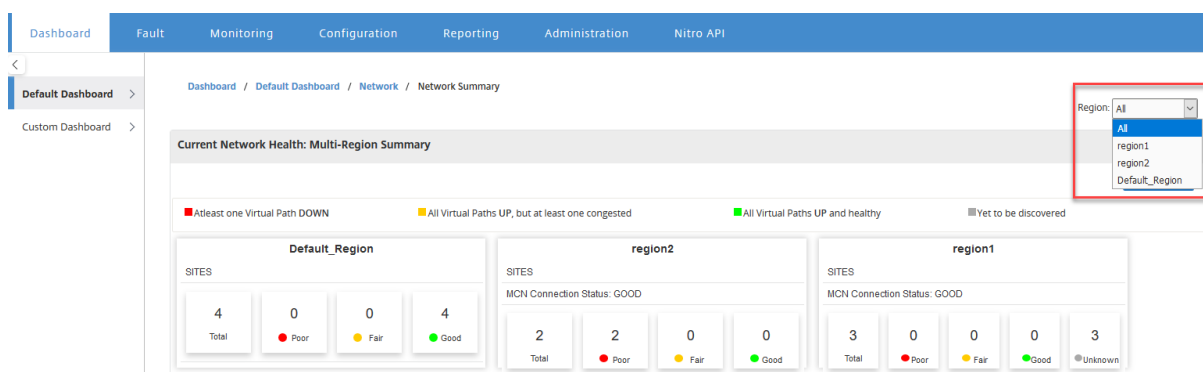 Dashboard Fault Monitoring Configuration Reporting Administration Nitro API
Default Dashboard
Custom Dashboard
Dashboard / Default Dashboard / Network / Network Summary
Region: All
All
region1
region2
Default_Region
Current Network Health: Multi-Region Summary
Atleast one Virtual Path DOWN All Virtual Paths UP, but at least one congested All Virtual Paths UP and healthy Yet to be discovered
Default_Region
SITES
4 0 0 4
Total Poor Fair Good
region2
SITES
MCN Connection Status: GOOD
2 2 0 0
Total Poor Fair Good
region1
SITES
MCN Connection Status: GOOD
3 0 0 0 3
Total Poor Fair Good Unknown